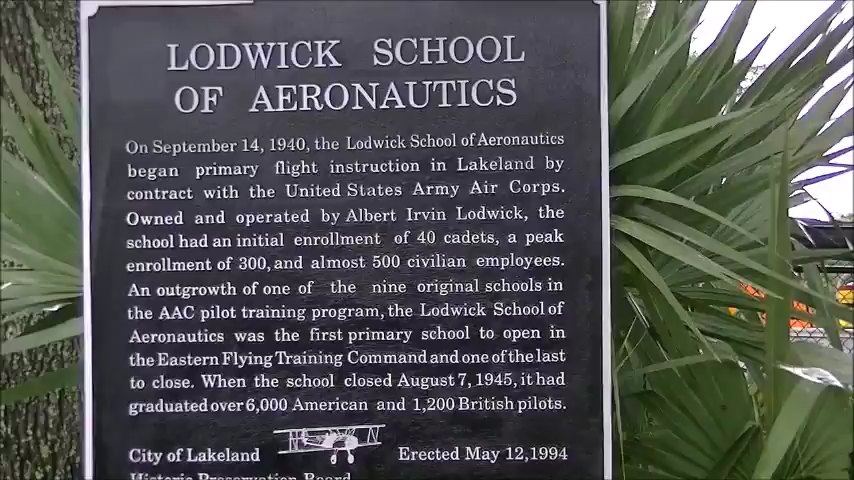 LODWICK SCHOOL
OF AERONAUTICS
On September 14, 1940, the Lodwick School of Aeronautics
began primary flight instruction in Lakeland by
contract with the United States Army Air Corps.
Owned and operated by Albert Irvin Lodwick, the
school had an initial enrollment of 40 cadets, a peak
enrollment of 300, and almost 500 civilian employees.
An outgrowth of one of the nine original schools in
the AAC pilot training program, the Lodwick School of
Aeronautics was the first primary school to open in
the Eastern Flying Training Command and one of the last
to close. When the school closed August 7, 1945, it had
graduated over 6,000 American and 1,200 British pilots.
City of Lakeland Erected May 12, 1994
Historic Preservation Board